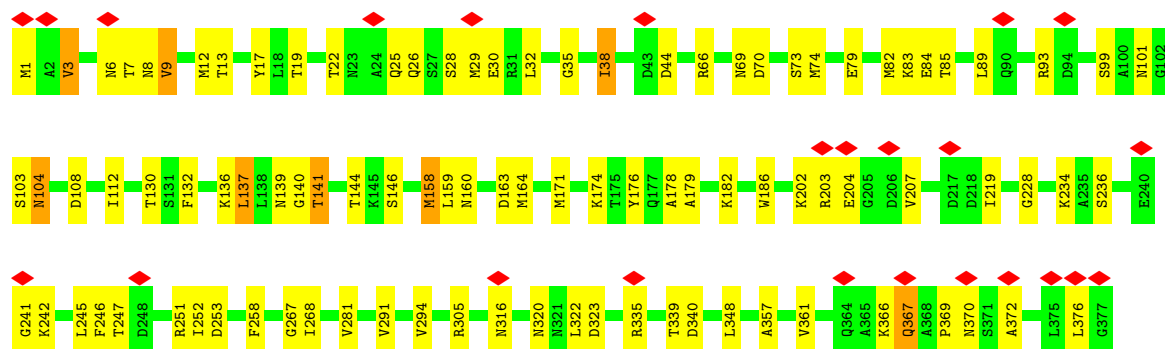 M1 A2 V3 N6 T7 N8 V9 M12 T13 Y17 L18 T19 T22 N23 A24 Q25 Q26 S27 S28 M29 E30 R31 L32 G35 I38 D43 D44 R66 N69 D70 S73 M74 E79 M82 K83 E84 T85 L89 Q90 R93 D94 S99 A100 N101 G102
S103 N104 D108 I112 T130 S131 F132 K136 L137 L138 N139 G140 T141 T144 K145 S146 M158 L159 N160 D163 M164 M171 K174 T175 Y176 Q177 A178 A179 K182 W186 K202 R203 E204 G205 D206 V207 D217 D218 I219 G228 K234 A235 S236 E240
G241 K242 L245 F246 T247 D248 R251 I252 D253 F258 G267 I268 V281 V291 V294 R305 N316 N320 N321 L322 D323 R335 T339 D340 L348 A357 V361 Q364 A365 K366 Q367 A368 P369 N370 S371 A372 L375 L376 G377